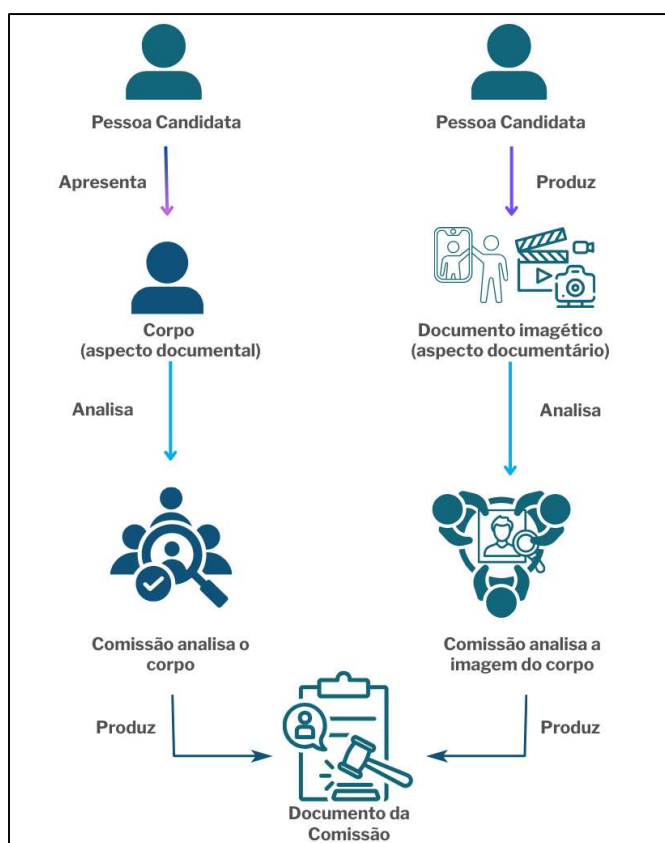 Pessoa Candidata
Pessoa Candidata
Apresenta
Produz
Corpo
(aspecto documental)
Documento imagético
(aspecto documentário)
Analisa
Analisa
Comissão analisa o
corpo
Comissão analisa a
imagem do corpo
Produz
Produz
Documento da
Comissão